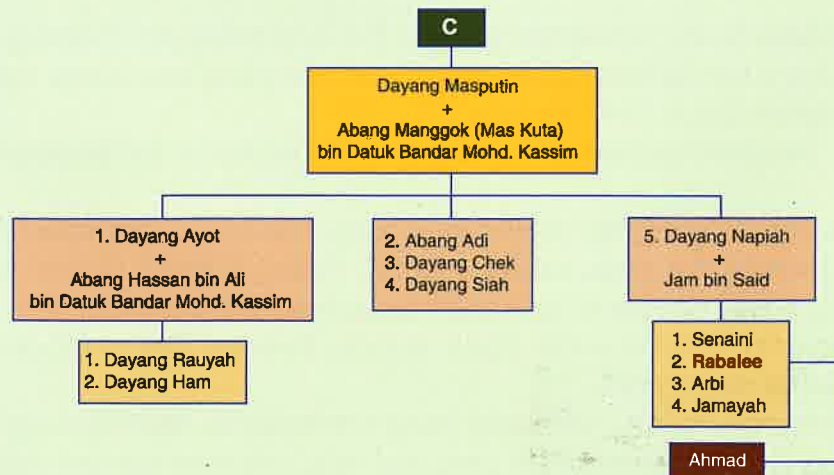 C
Dayang Masputin
+
Abang Manggok (Mas Kuta)
bin Datuk Bandar Mohd. Kassim
1. Dayang Ayot
+
Abang Hassan bin Ali
bin Datuk Bandar Mohd. Kassim
2. Abang Adi
3. Dayang Chek
4. Dayang Siah
5. Dayang Napiah
+
Jam bin Said
1. Dayang Rauyah
2. Dayang Ham
1. Senaini
2. Rabalee
3. Arbi
4. Jamayah
Ahmad